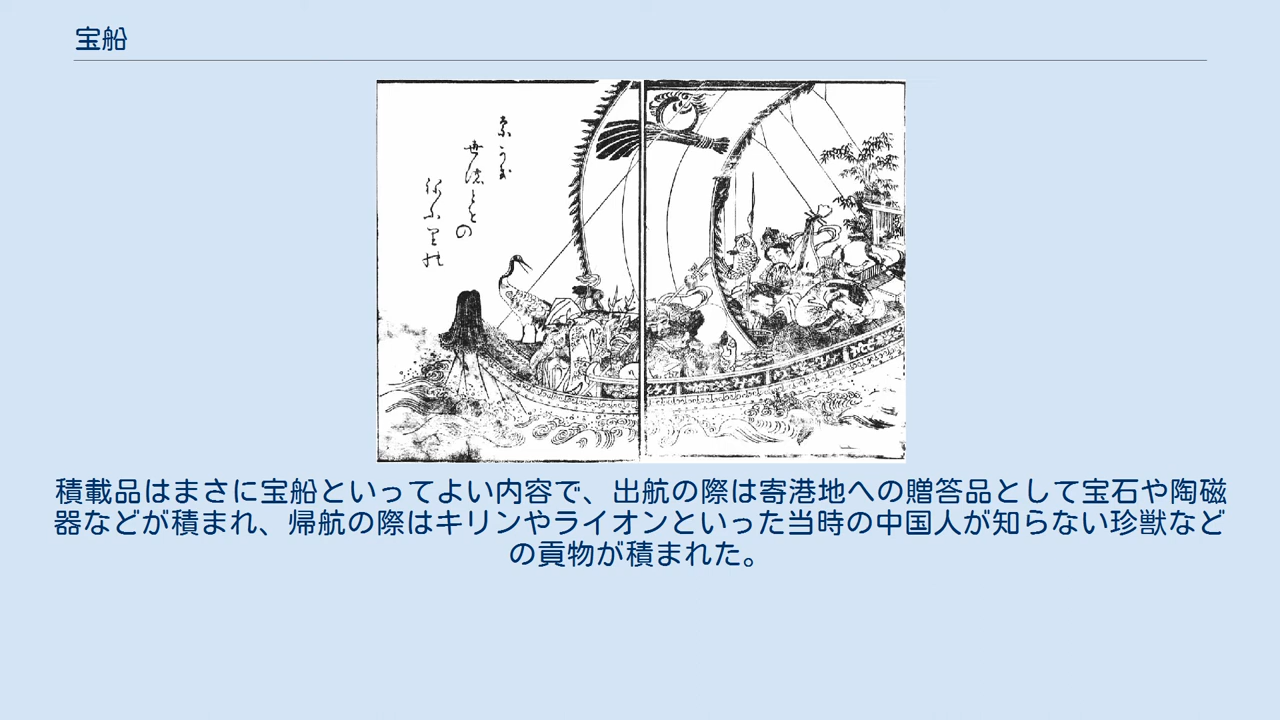 宝船
積載品はまさに宝船といってよい内容で、出航の際は寄港地への贈答品として宝石や陶磁
器などが積まれ、帰航の際はキリンやライオンといった当時の中国人が知らない珍獣など
の貢物が積まれた。